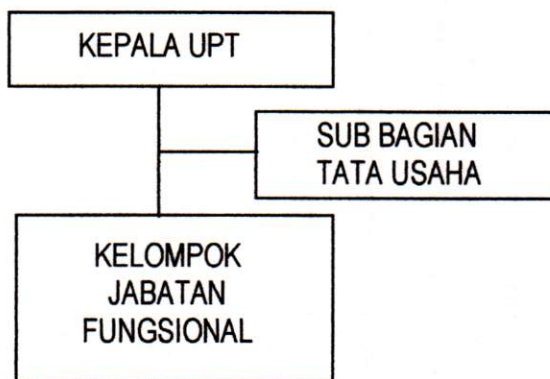 KEPALA UPT
SUB BAGIAN
TATA USAHA
KELOMPOK
JABATAN
FUNGSIONAL